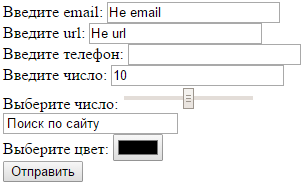 Введите email: Не email
Введите url: Не url
Введите телефон:
Введите число: 10
Выберите число:
Поиск по сайту
Выберите цвет:
Отправить